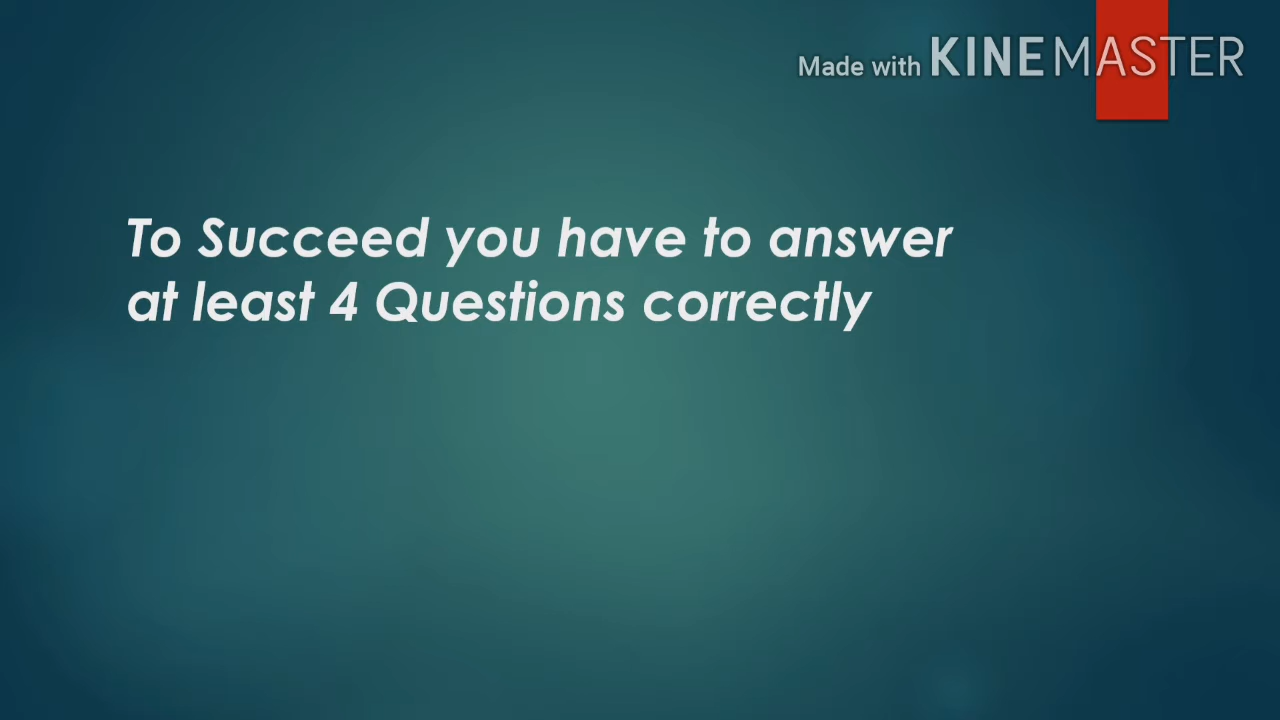 Made with KINEMASTER
To Succeed you have to answer
at least 4 Questions correctly